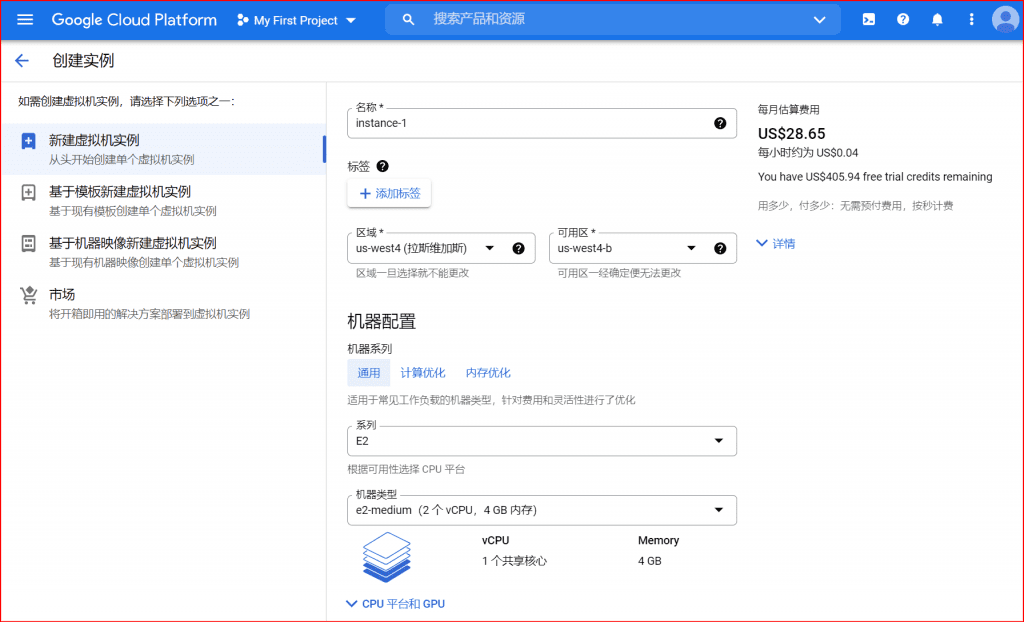 Google Cloud Platform My First Project 搜索产品和资源
创建实例
如需创建虚拟机实例，请选择下列选项之一：
新建虚拟机实例
从头开始创建单个虚拟机实例
基于模板新建虚拟机实例
基于现有模板创建单个虚拟机实例
基于机器映像新建虚拟机实例
基于现有机器映像创建单个虚拟机实例
市场
将开箱即用的解决方案部署到虚拟机实例
名称 *
instance-1
标签
添加标签
区域 *
us-west4 (拉斯维加斯)
区域一旦选择就不能更改
可用区 *
us-west4-b
可用区一经确定便无法更改
机器配置
机器系列
通用 计算优化 内存优化
适用于常见工作负载的机器类型，针对费用和灵活性进行了优化
系列
E2
根据可用性选择 CPU 平台
机器类型
e2-medium（2 个 vCPU，4 GB 内存）
vCPU Memory
1 个共享核心 4 GB
CPU 平台和 GPU
每月估算费用
US$28.65
每小时约为 US$0.04
You have US$405.94 free trial credits remaining
用多少，付多少：无需预付费用，按秒计费
详情